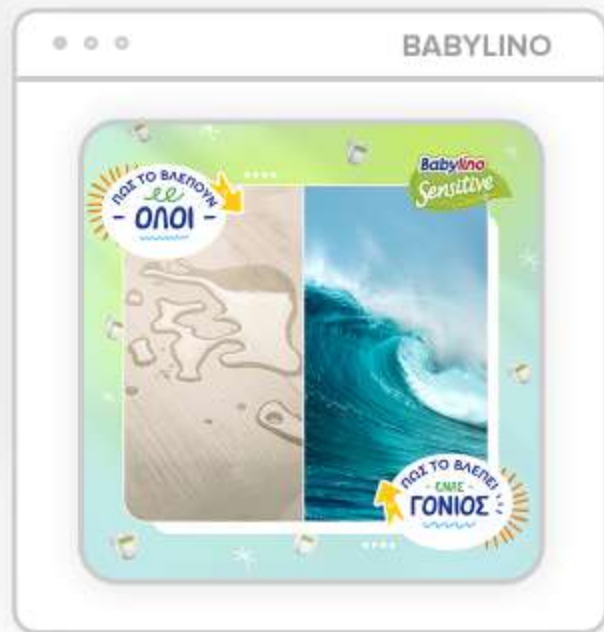 BABYLINO
Babylino
Sensitive
ΠΩΣ ΤΟ ΒΛΕΠΟΥΝ
ΟΛΟΙ
ΠΩΣ ΤΟ ΒΛΕΠΕΙ
ΕΝΑΣ
ΓΟΝΙΟΣ